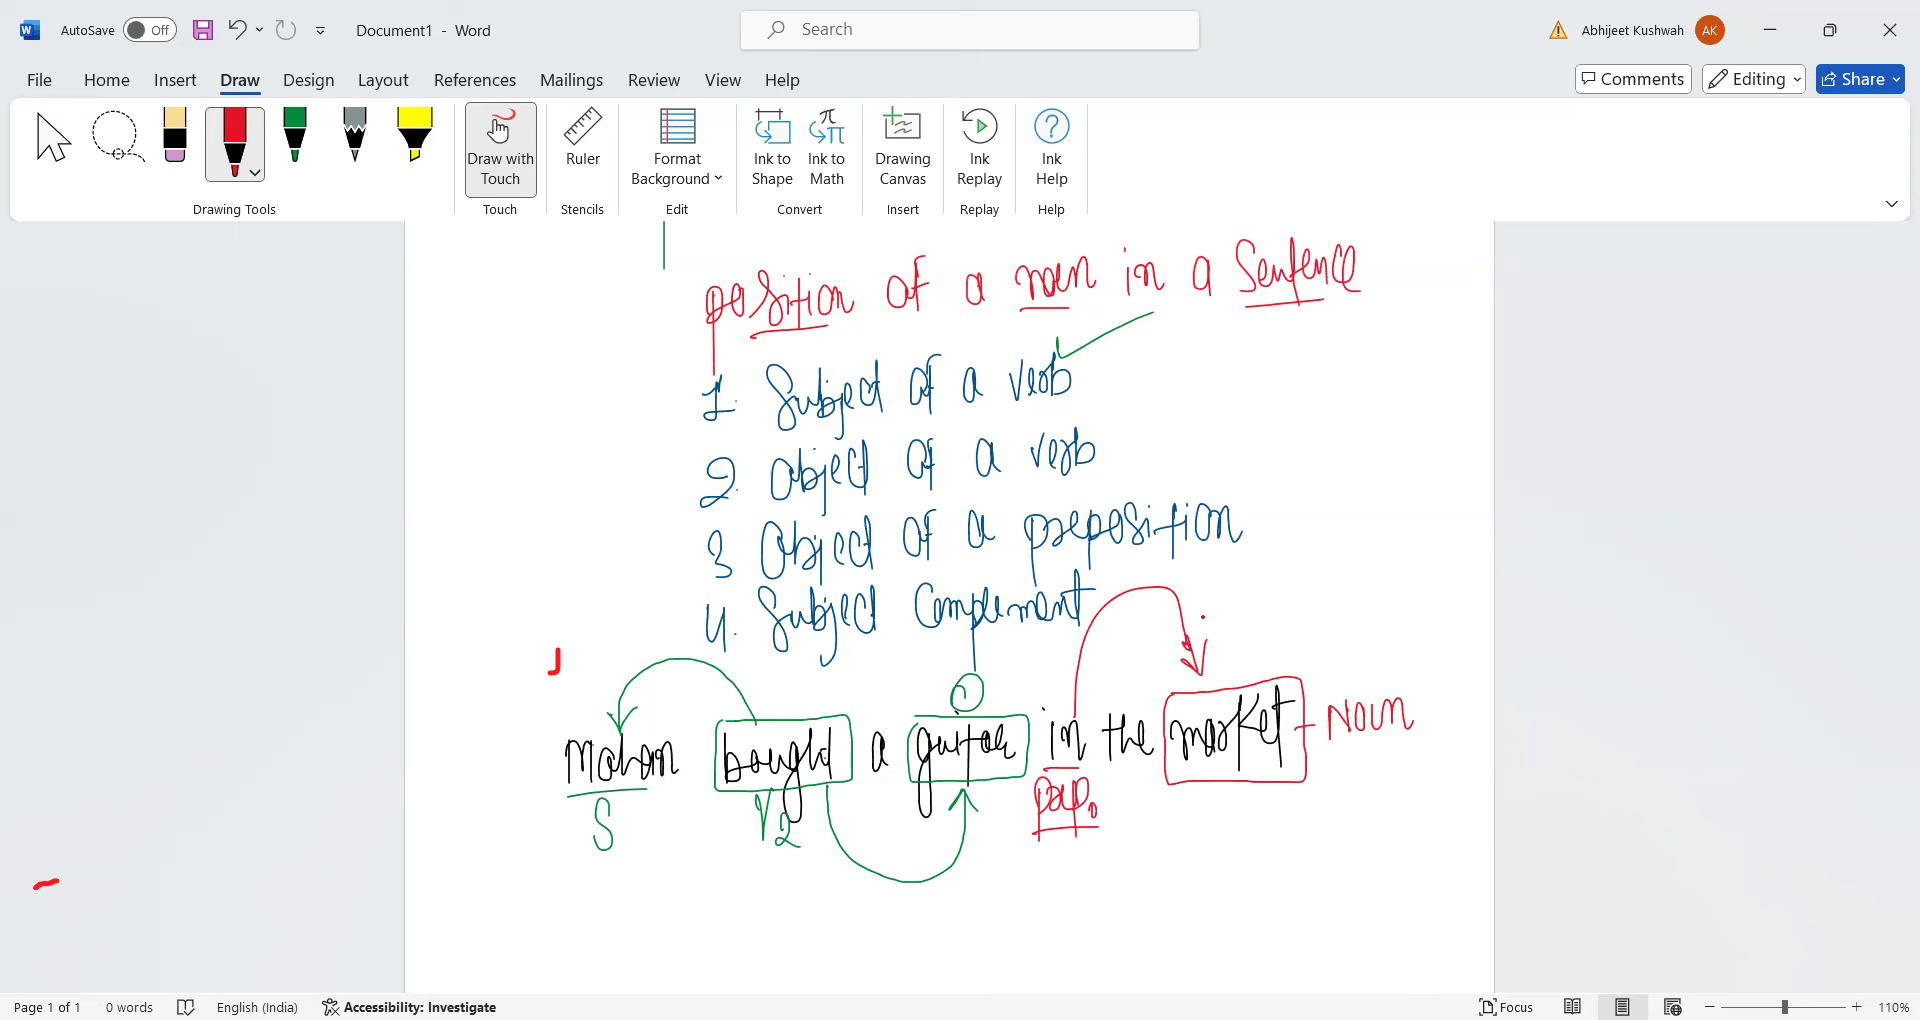 AutoSave Off Document1 - Word Search Abhijeet Kushwah AK
File Home Insert Draw Design Layout References Mailings Review View Help Comments Editing Share
Draw with Touch Ruler Format Background Ink to Shape Ink to Math Drawing Canvas Ink Replay Ink Help
Drawing Tools Touch Stencils Edit Convert Insert Replay Help
position of a noun in a Sentence
1. Subject of a verb
2. Object of a verb
3 Object of a preposition
4. Subject Complement
Mohan bought a guitar in the market - Noun
S V2 prep.
Page 1 of 1 0 words English (India) Accessibility: Investigate Focus 110%